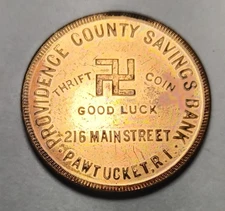 PROVIDENCE COUNTY SAVINGS BANK
THRIFT COIN
GOOD LUCK
216 MAIN STREET
PAWTUCKET, R.I.